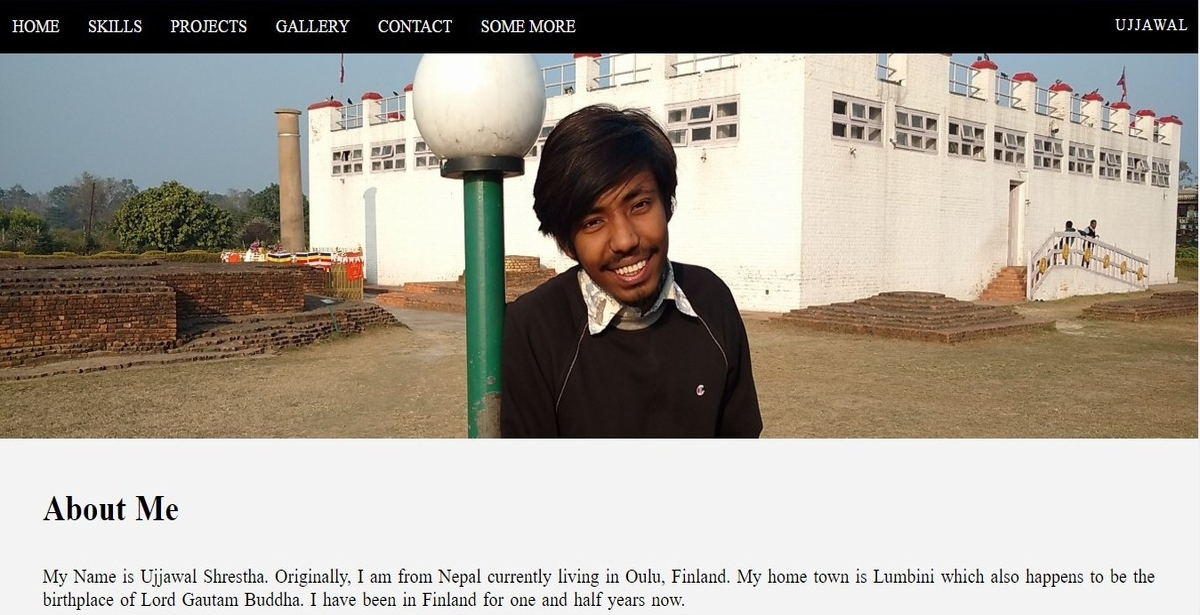 HOME SKILLS PROJECTS GALLERY CONTACT SOME MORE UJJAWAL
About Me
My Name is Ujjawal Shrestha. Originally, I am from Nepal currently living in Oulu, Finland. My home town is Lumbini which also happens to be the
birthplace of Lord Gautam Buddha. I have been in Finland for one and half years now.